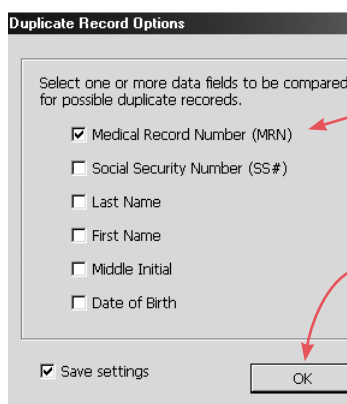 Duplicate Record Options
Select one or more data fields to be compared
for possible duplicate recoreds.
Medical Record Number (MRN)
Social Security Number (SS#)
Last Name
First Name
Middle Initial
Date of Birth
Save settings
OK